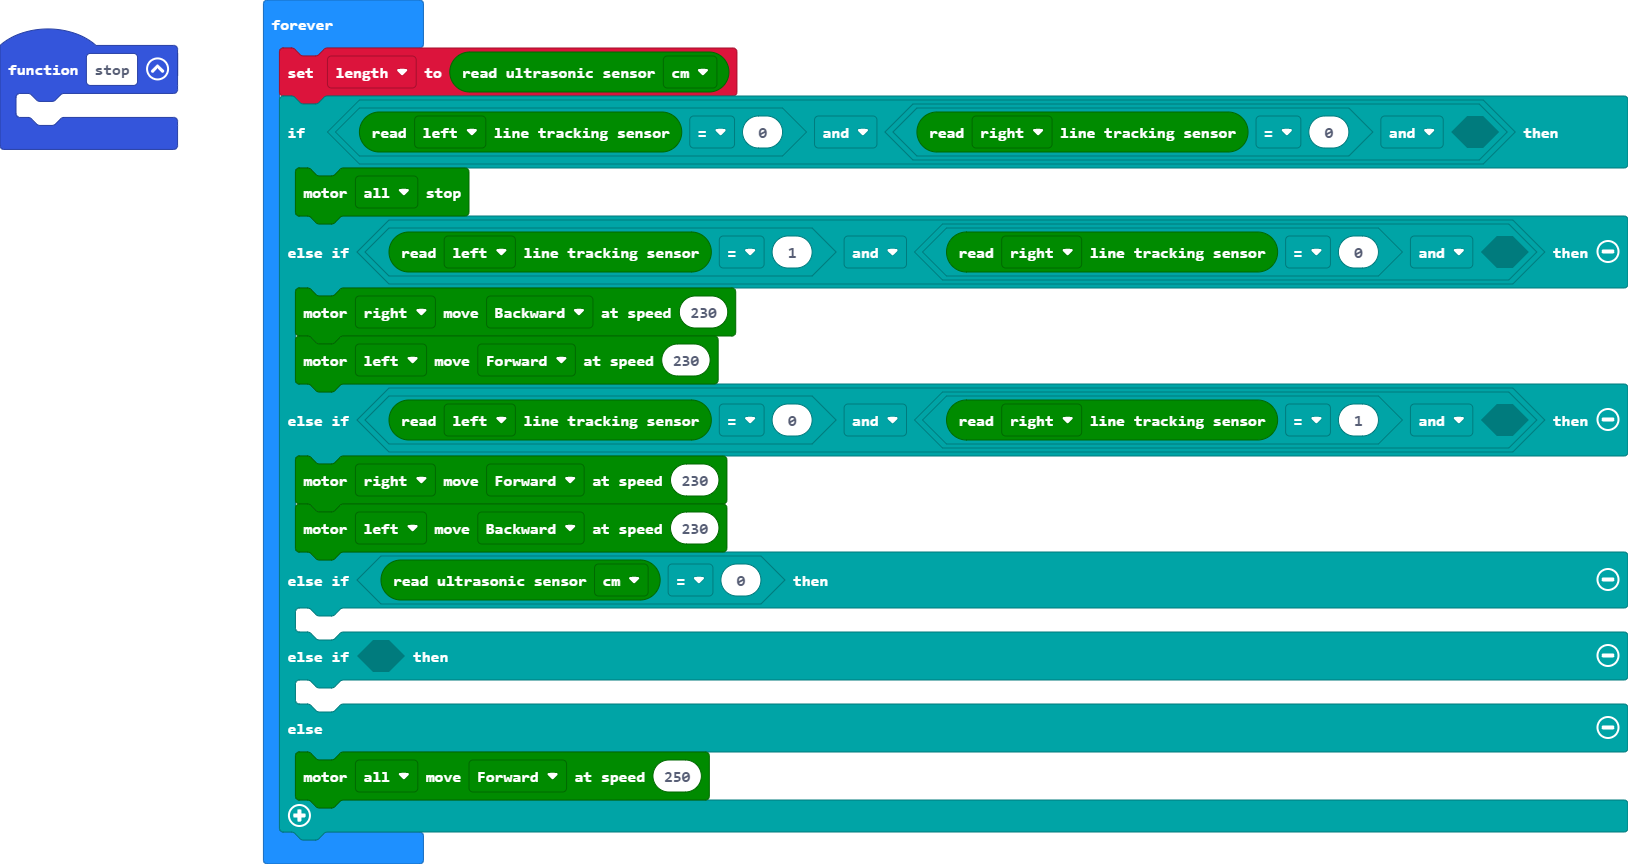 function stop
forever
set length to read ultrasonic sensor cm
if read left line tracking sensor = 0 and read right line tracking sensor = 0 and then
motor all stop
else if read left line tracking sensor = 1 and read right line tracking sensor = 0 and then
motor right move Backward at speed 230
motor left move Forward at speed 230
else if read left line tracking sensor = 0 and read right line tracking sensor = 1 and then
motor right move Forward at speed 230
motor left move Backward at speed 230
else if read ultrasonic sensor cm = 0 then
else if then
else
motor all move Forward at speed 250